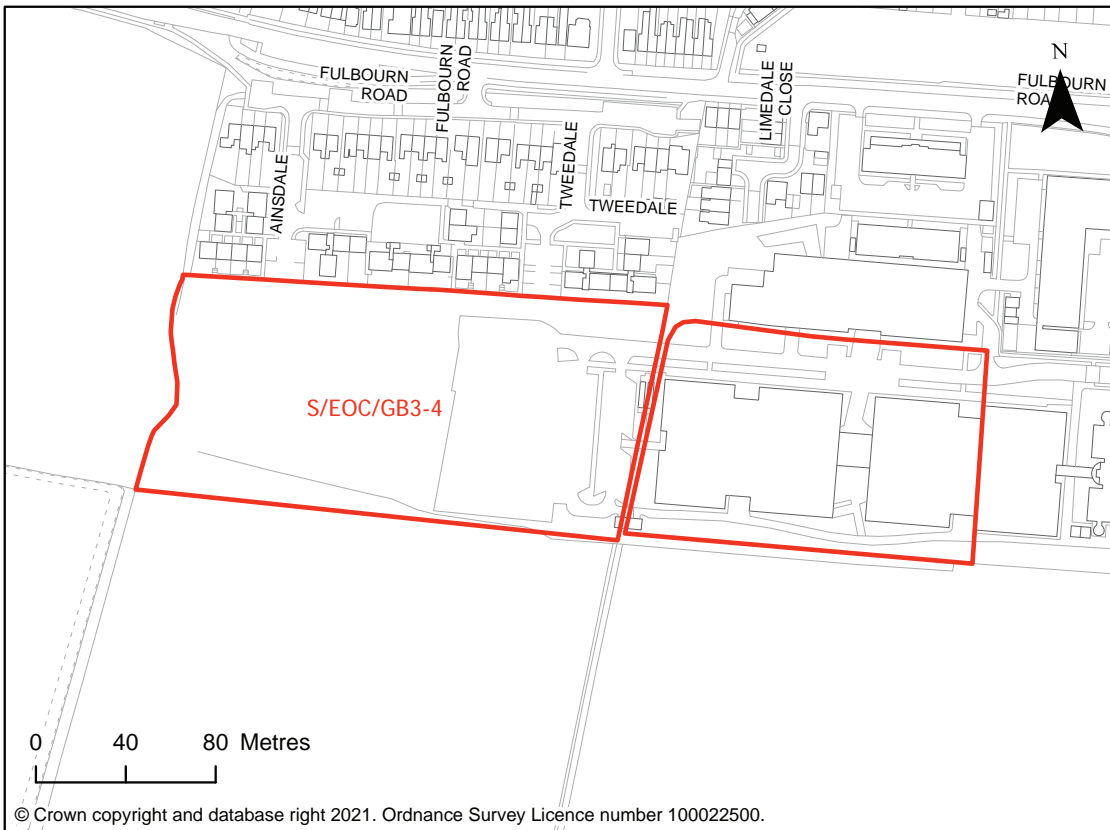 FULBOURN
ROAD
FULBOURN
ROAD
LIMEDALE
CLOSE
N
FULBOURN
ROAD
AINSDALE
TWEEDALE
TWEEDALE
S/EOC/GB3-4
0 40 80 Metres
© Crown copyright and database right 2021. Ordnance Survey Licence number 100022500.